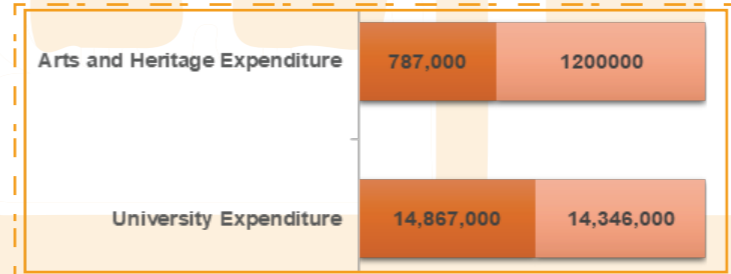 Arts and Heritage Expenditure 787,000 1200000
University Expenditure 14,867,000 14,346,000